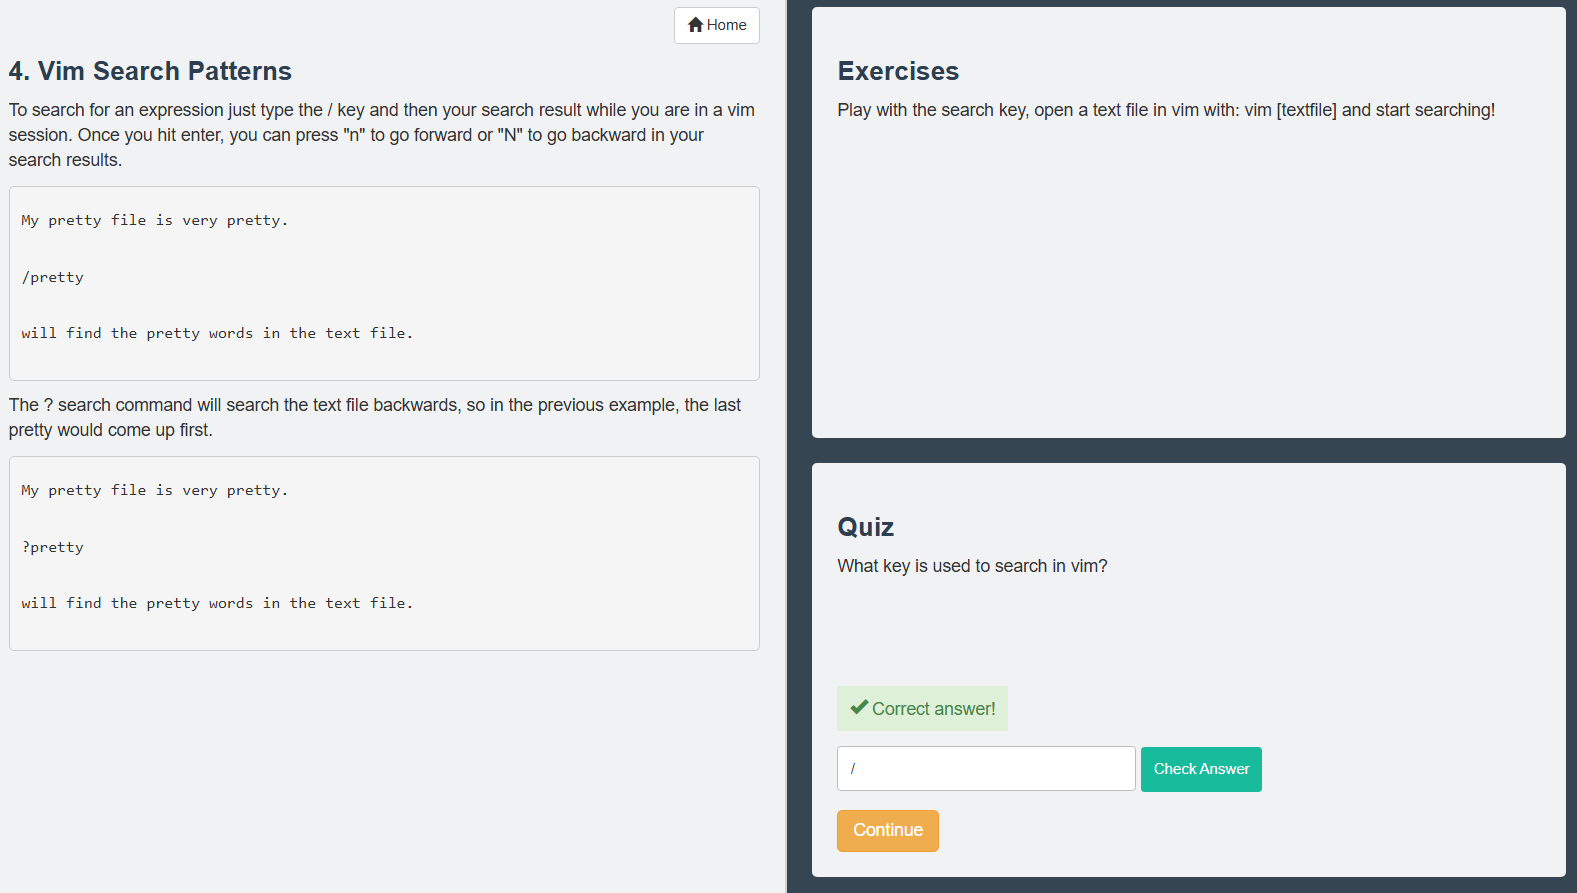 Home
4. Vim Search Patterns
To search for an expression just type the / key and then your search result while you are in a vim
session. Once you hit enter, you can press "n" to go forward or "N" to go backward in your
search results.
My pretty file is very pretty.
/pretty
will find the pretty words in the text file.
The ? search command will search the text file backwards, so in the previous example, the last
pretty would come up first.
My pretty file is very pretty.
?pretty
will find the pretty words in the text file.
Exercises
Play with the search key, open a text file in vim with: vim [textfile] and start searching!
Quiz
What key is used to search in vim?
Correct answer!
/
Check Answer
Continue